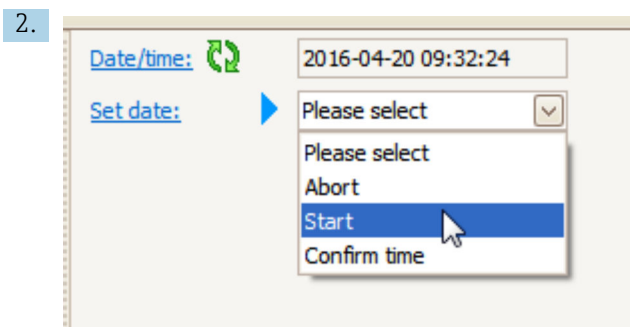 2.
Date/time: 2016-04-20 09:32:24
Set date: Please select
Please select
Abort
Start
Confirm time